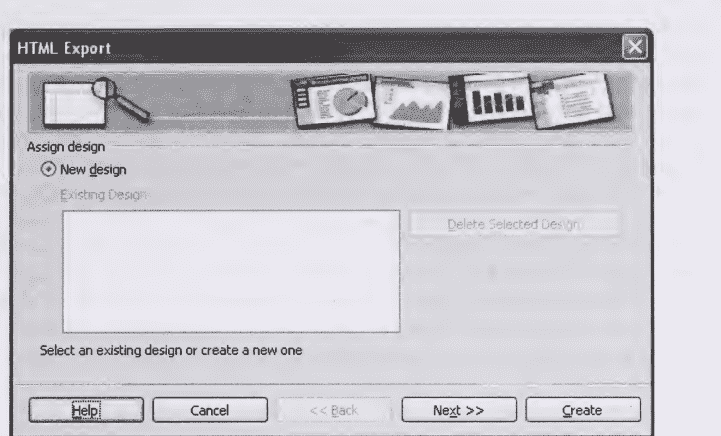 HTML Export
Assign design
New design
Existing Design
Delete Selected Design
Select an existing design or create a new one
Help
Cancel
<< Back
Next >>
Create